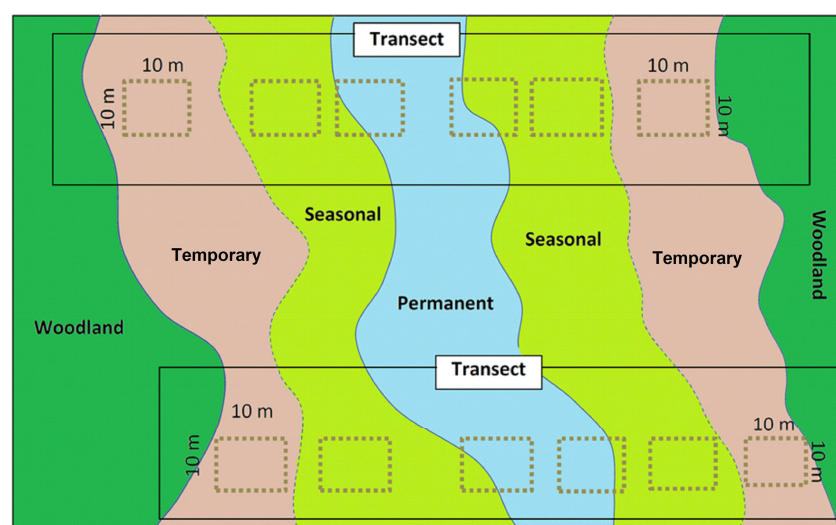 Transect
10 m
10 m
10 m
10 m
Seasonal
Seasonal
Temporary
Temporary
Woodland
Permanent
Woodland
Transect
10 m
10 m
10 m
10 m